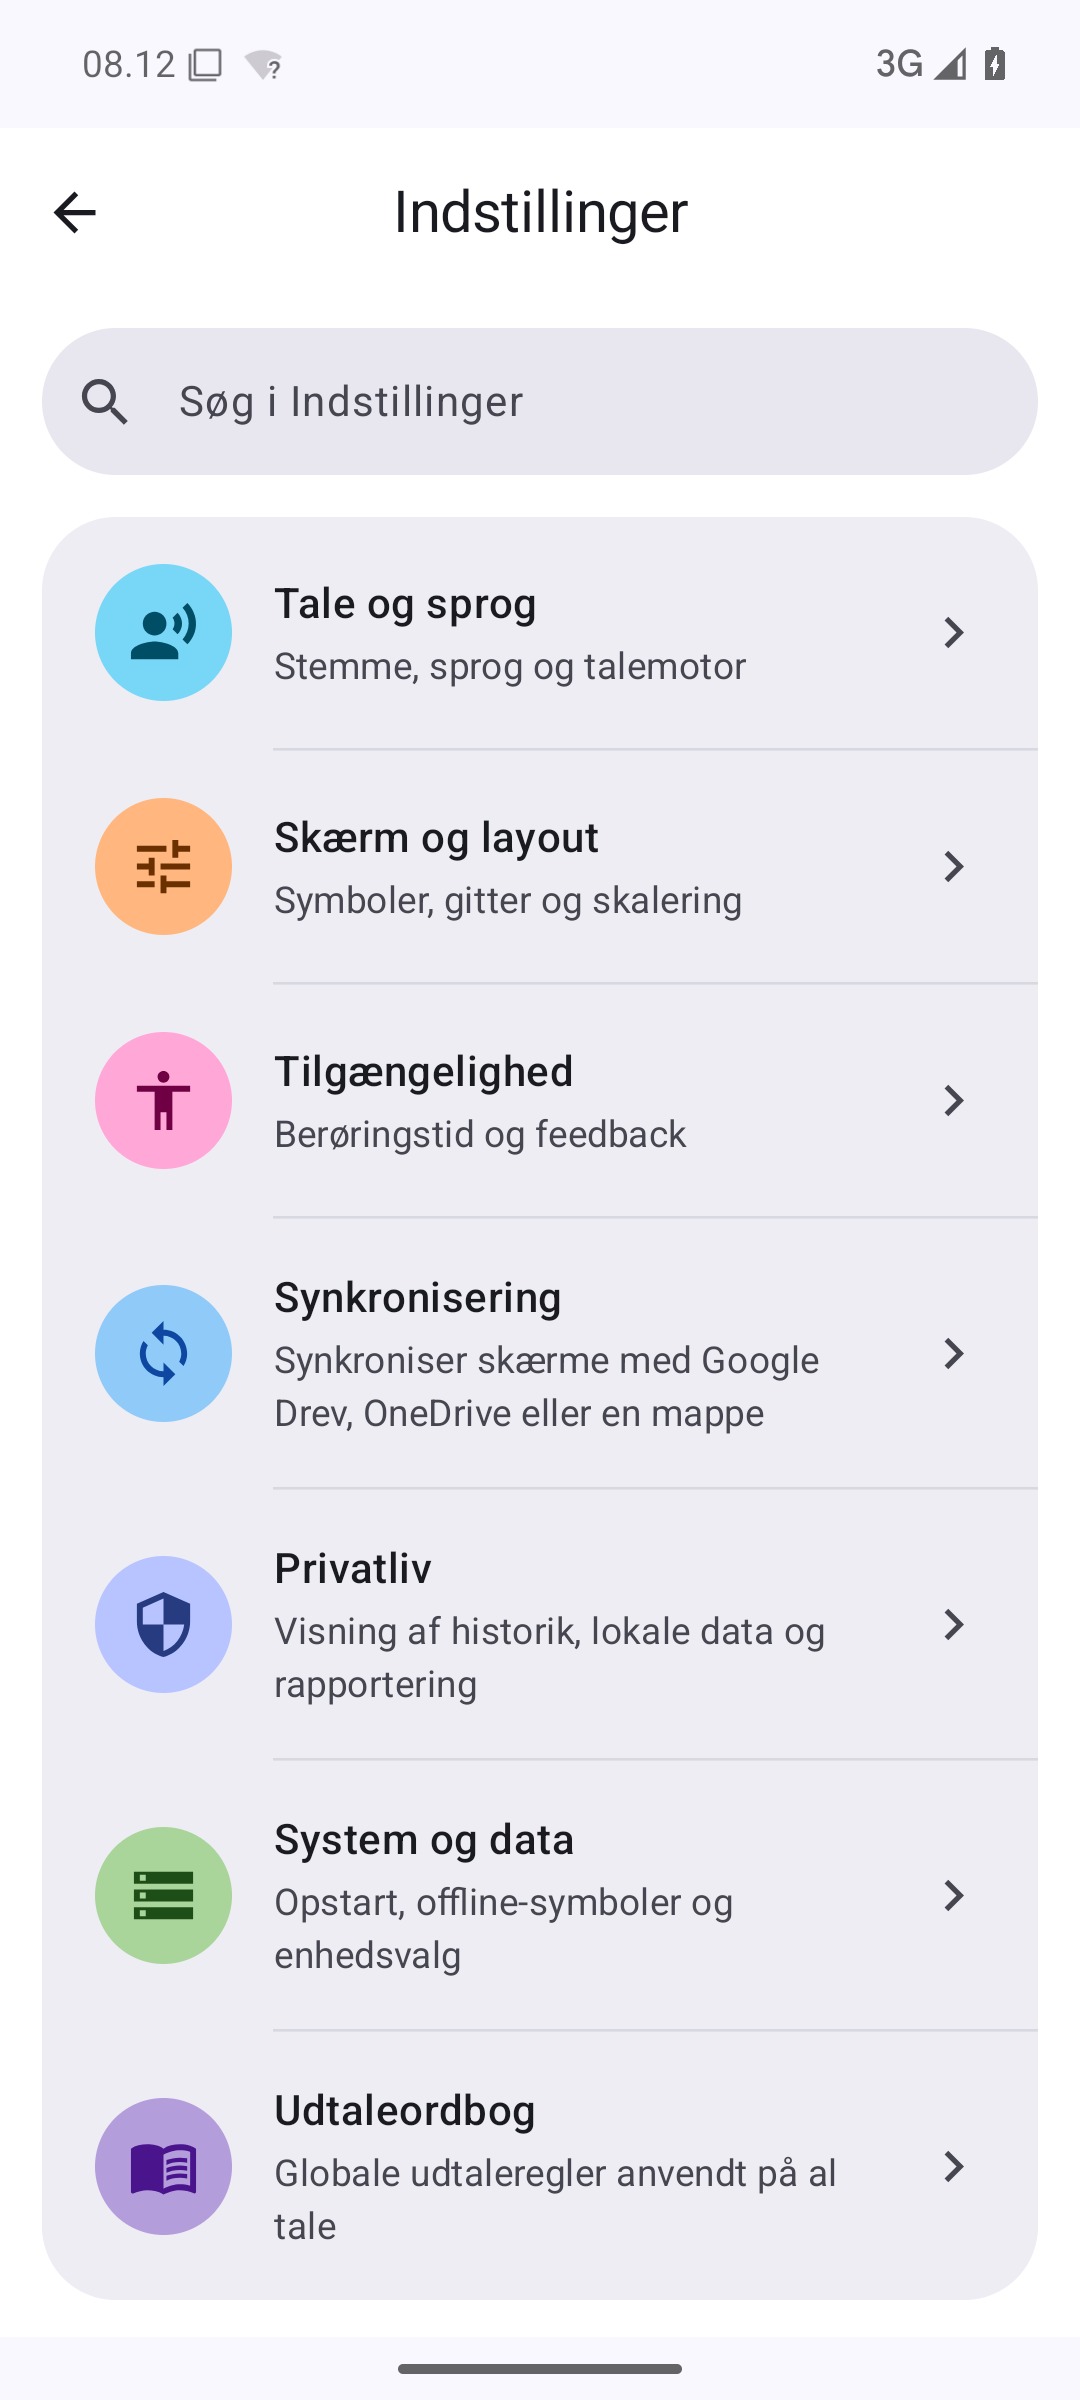 08.12
3G
Indstillinger
Søg i Indstillinger
Tale og sprog
Stemme, sprog og talemotor
Skærm og layout
Symboler, gitter og skalering
Tilgængelighed
Berøringstid og feedback
Synkronisering
Synkroniser skærme med Google
Drev, OneDrive eller en mappe
Privatliv
Visning af historik, lokale data og
rapportering
System og data
Opstart, offline-symboler og
enhedsvalg
Udtaleordbog
Globale udtaleregler anvendt på al
tale